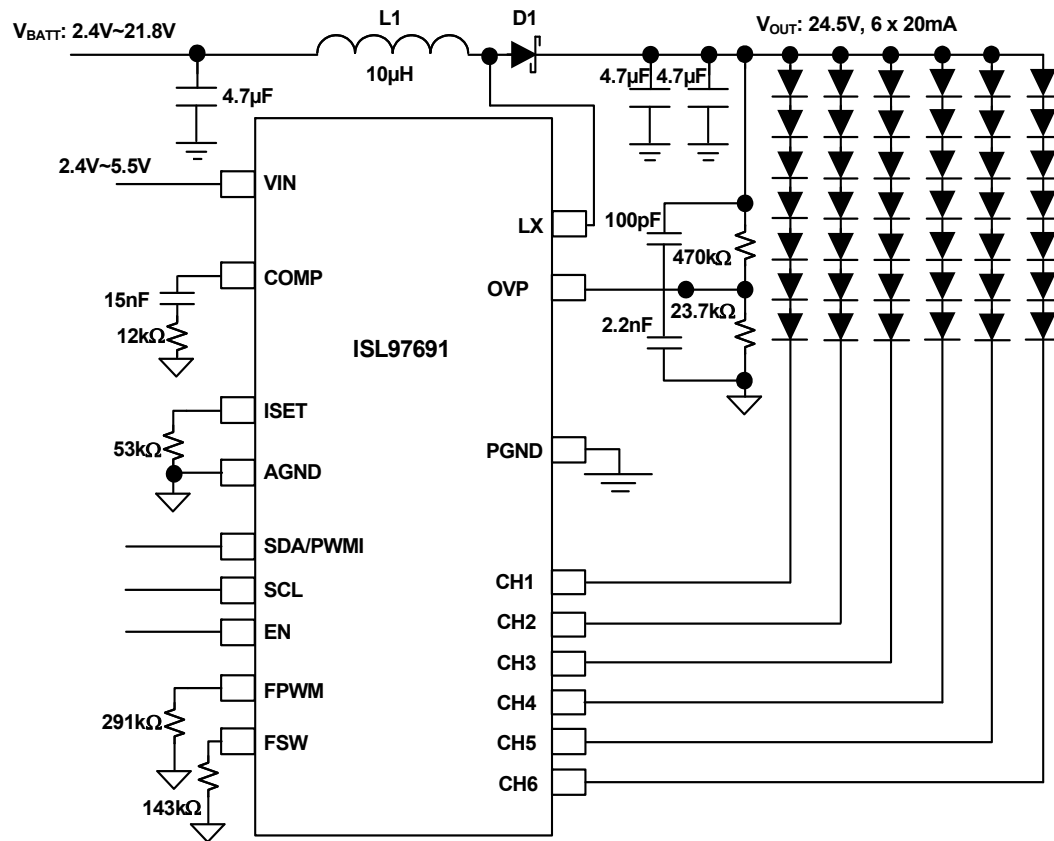 V_BATT: 2.4V~21.8V
L1
D1
V_OUT: 24.5V, 6 x 20mA
10µH
4.7µF
4.7µF
4.7µF
2.4V~5.5V
VIN
LX
100pF
470kΩ
COMP
OVP
15nF
23.7kΩ
12kΩ
2.2nF
ISL97691
ISET
53kΩ
AGND
PGND
SDA/PWMI
SCL
EN
CH1
CH2
CH3
FPWM
CH4
291kΩ
FSW
CH5
143kΩ
CH6